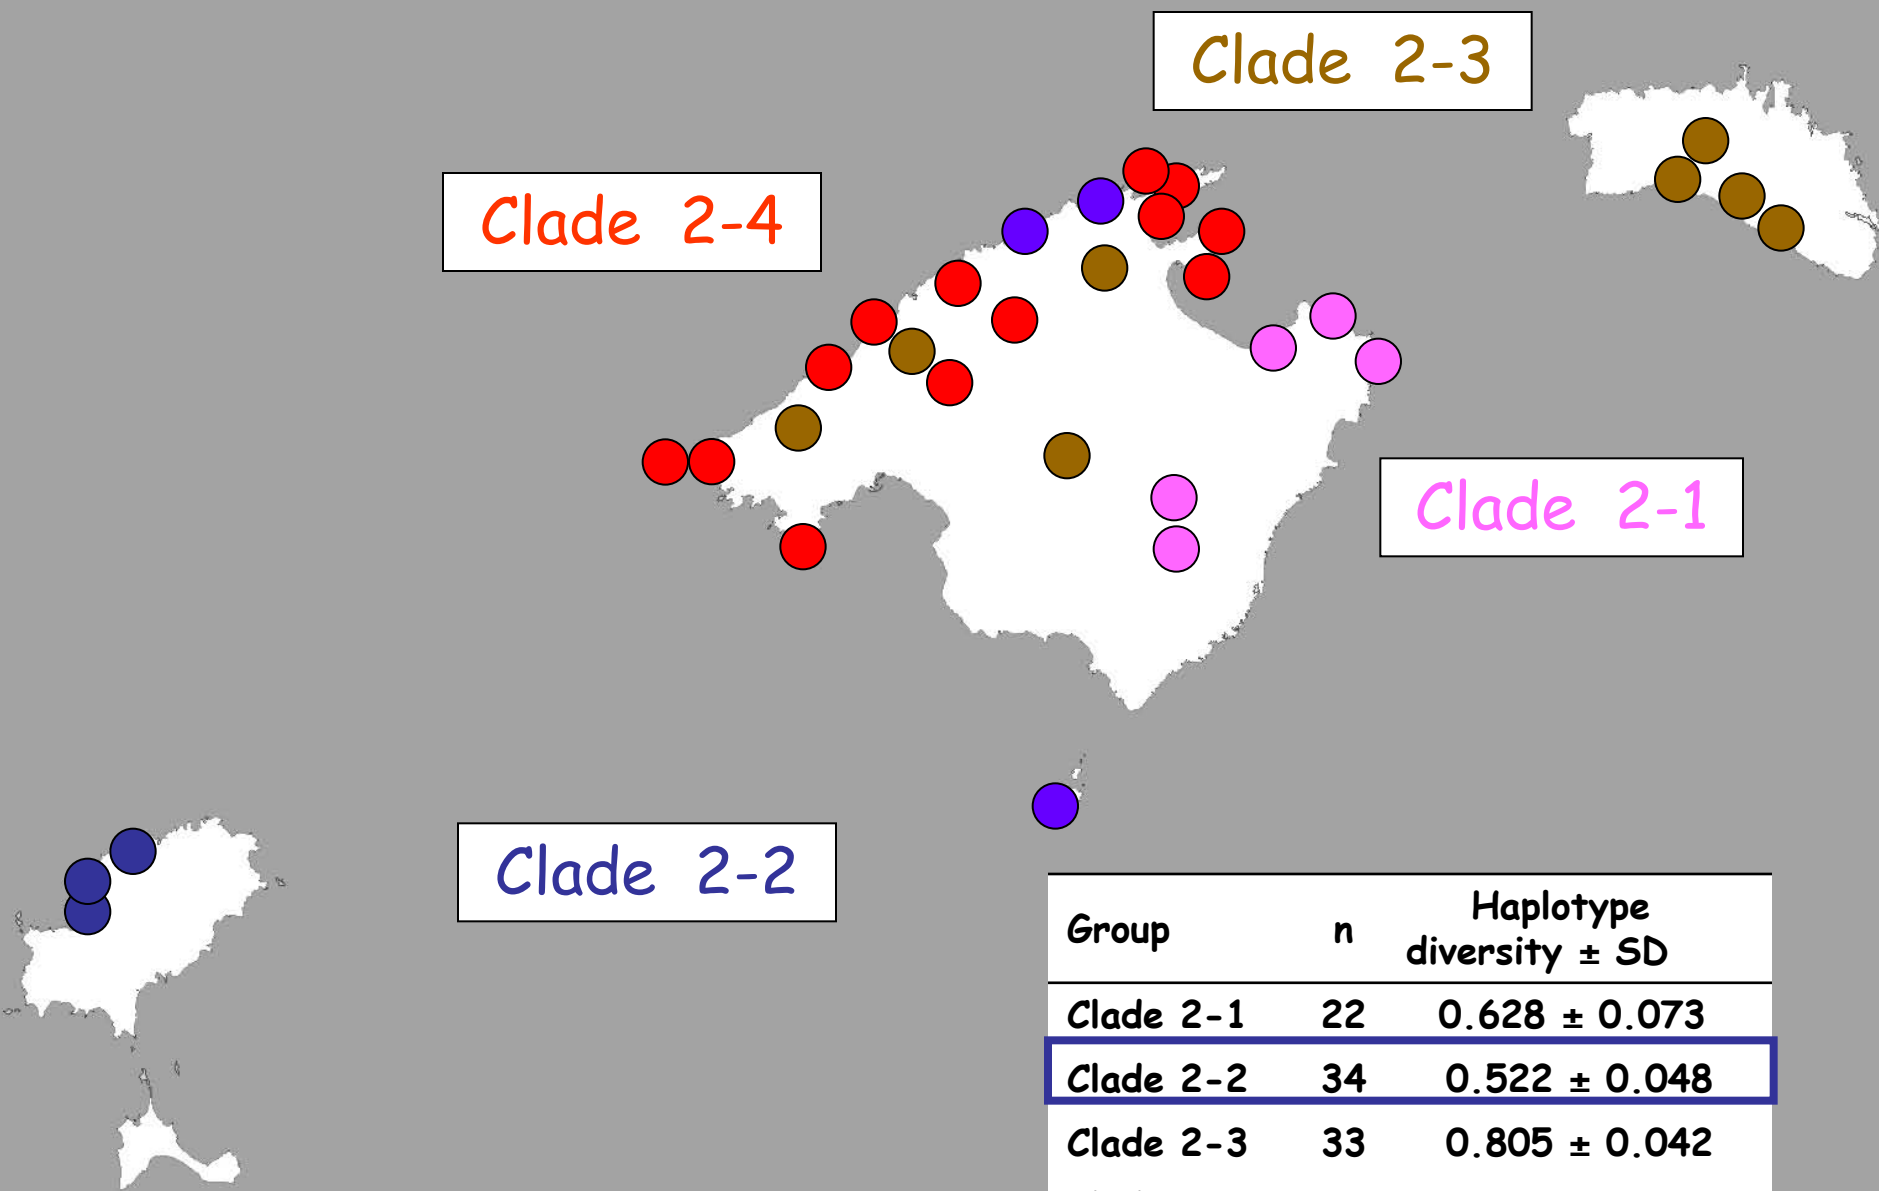 Clade 2-3
Clade 2-4
Clade 2-1
Clade 2-2
Group n Haplotype diversity ± SD
Clade 2-1 22 0.628 ± 0.073
Clade 2-2 34 0.522 ± 0.048
Clade 2-3 33 0.805 ± 0.042